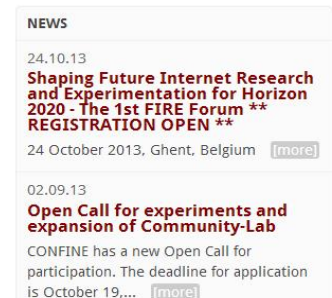 NEWS
24.10.13
Shaping Future Internet Research
and Experimentation for Horizon
2020 - The 1st FIRE Forum **
REGISTRATION OPEN **
24 October 2013, Ghent, Belgium [more]
02.09.13
Open Call for experiments and
expansion of Community-Lab
CONFINE has a new Open Call for
participation. The deadline for application
is October 19,... [more]